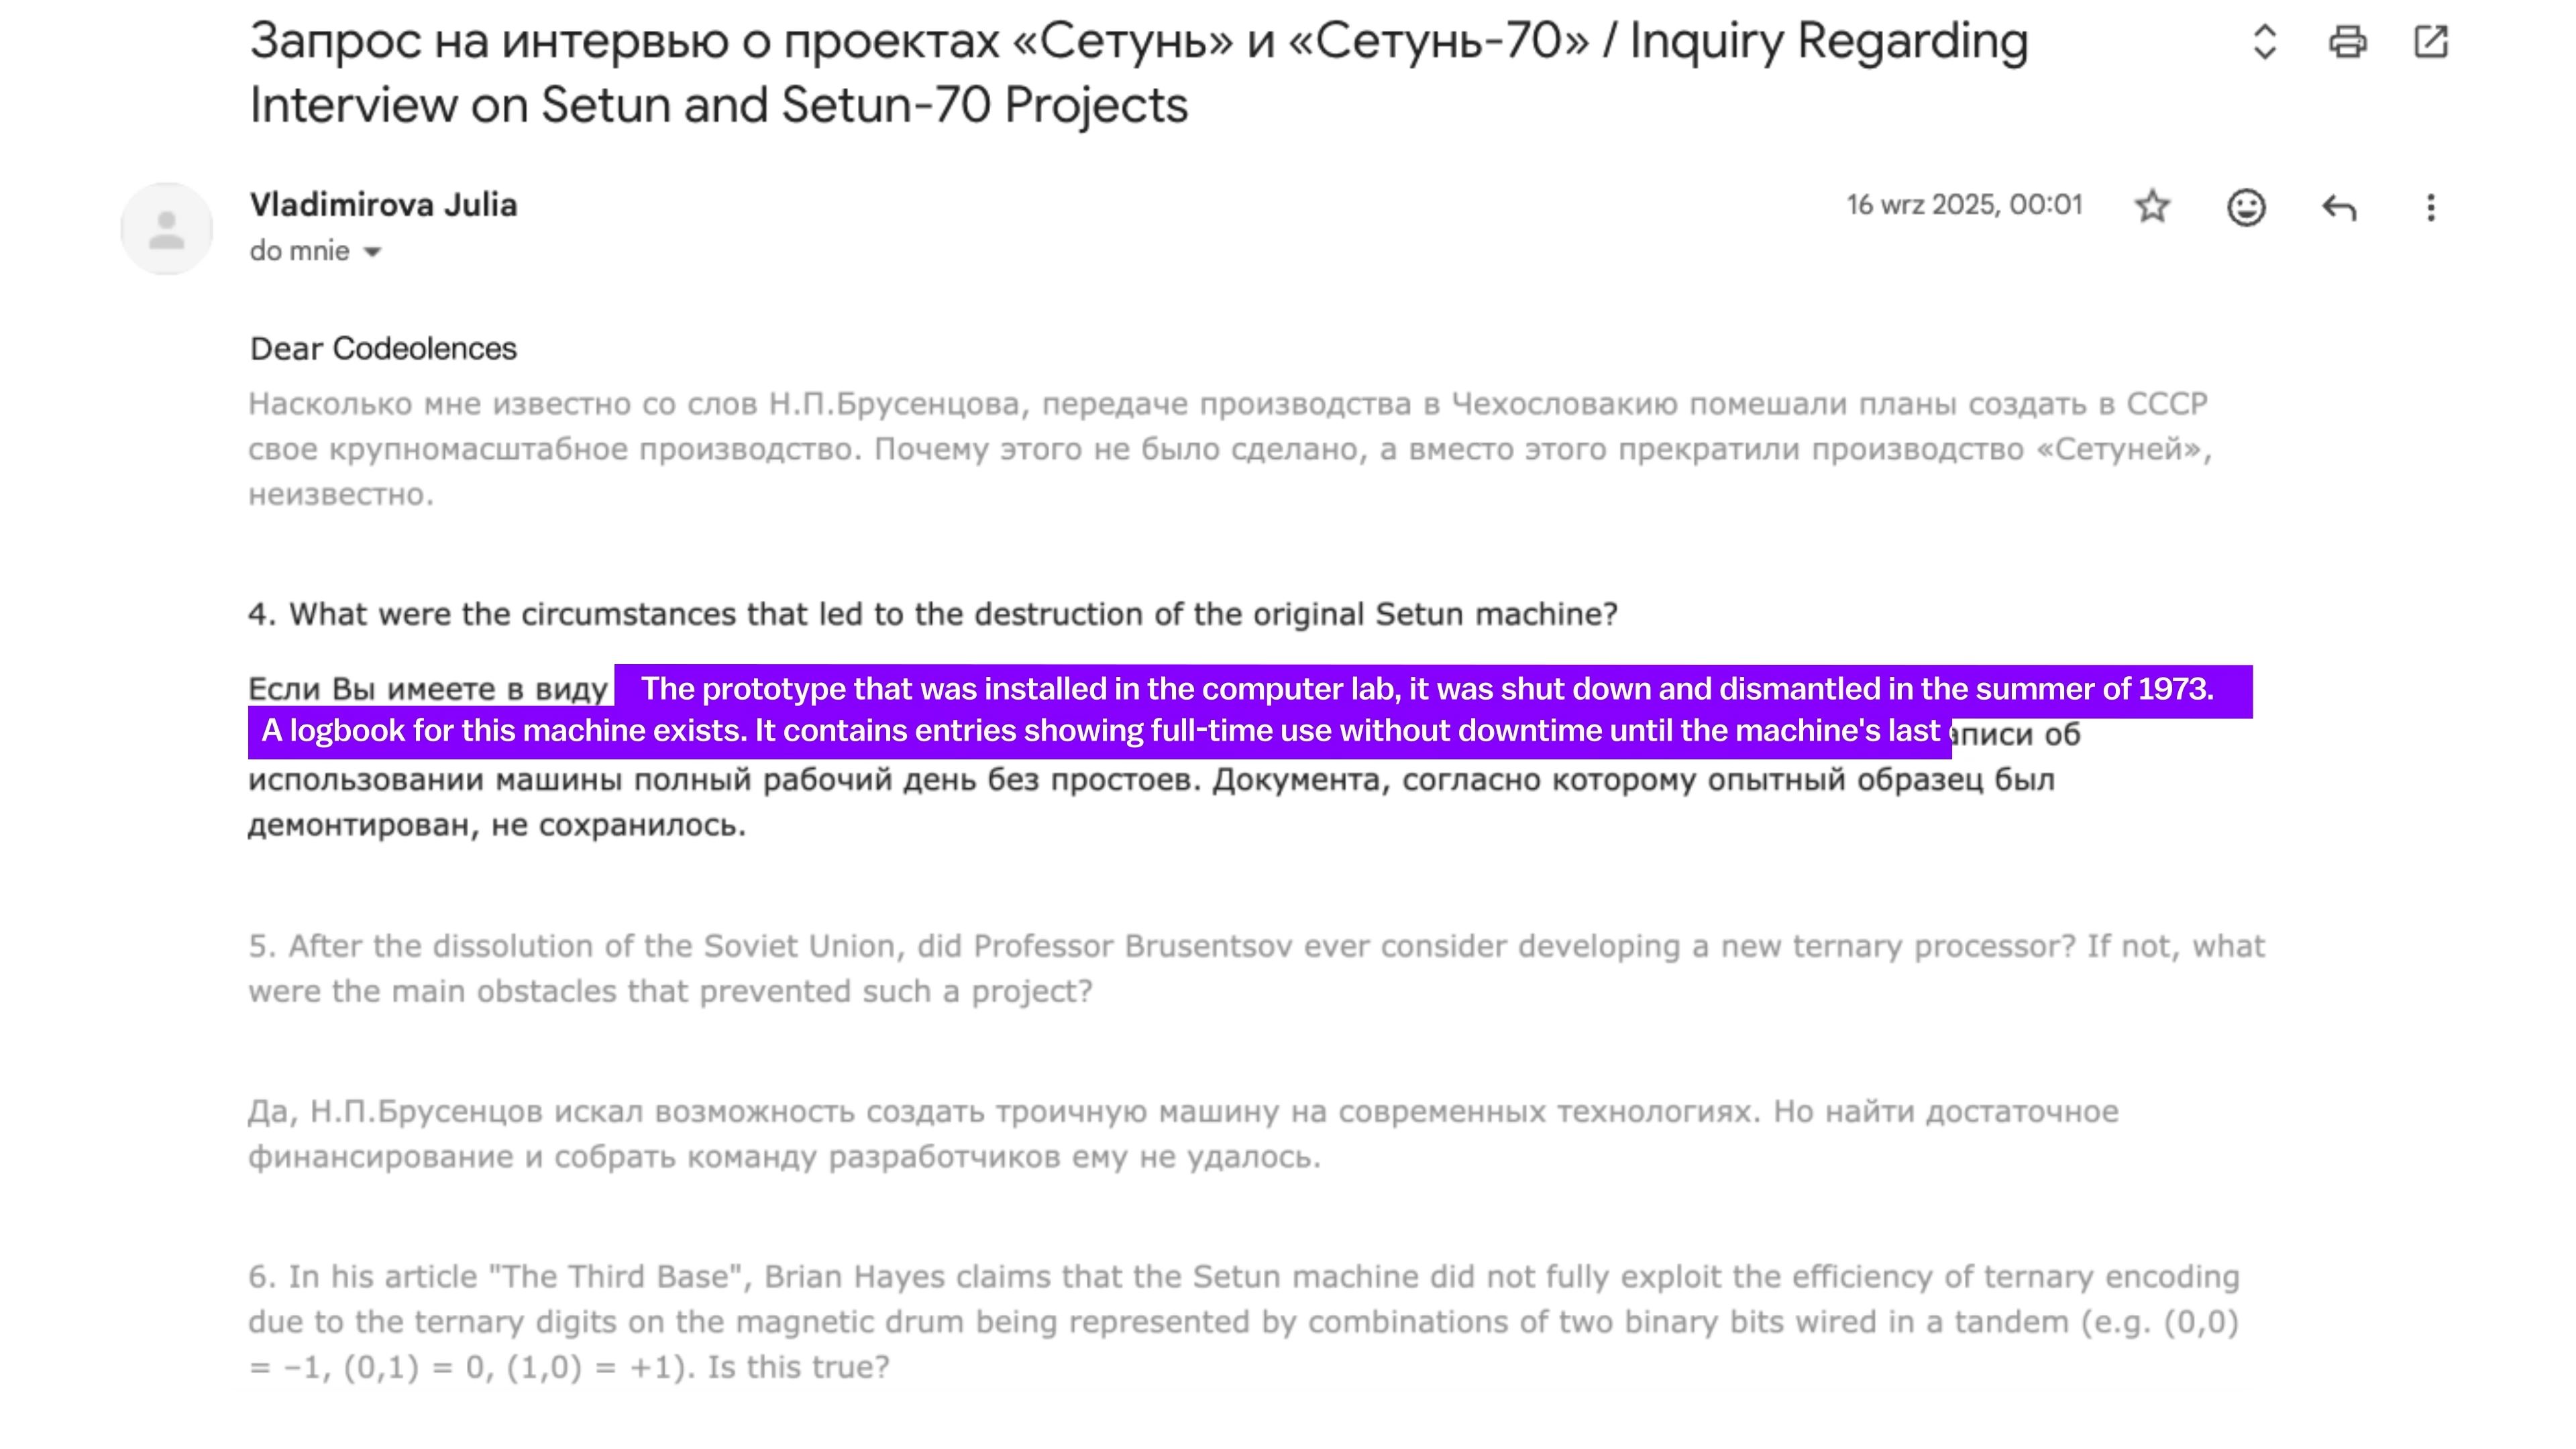 Запрос на интервью о проектах «Сетунь» и «Сетунь-70» / Inquiry Regarding
Interview on Setun and Setun-70 Projects
Vladimirova Julia
16 wrz 2025, 00:01
do mnie
Dear Codeolences
Насколько мне известно со слов Н.П.Брусенцова, передаче производства в Чехословакию помешали планы создать в СССР
свое крупномасштабное производство. Почему этого не было сделано, а вместо этого прекратили производство «Сетуней»,
неизвестно.
4. What were the circumstances that led to the destruction of the original Setun machine?
Если Вы имеете в виду The prototype that was installed in the computer lab, it was shut down and dismantled in the summer of 1973.
A logbook for this machine exists. It contains entries showing full-time use without downtime until the machine's last об
использовании машины полный рабочий день без простоев. Документа, согласно которому опытный образец был
демонтирован, не сохранилось.
5. After the dissolution of the Soviet Union, did Professor Brusentsov ever consider developing a new ternary processor? If not, what
were the main obstacles that prevented such a project?
Да, Н.П.Брусенцов искал возможность создать троичную машину на современных технологиях. Но найти достаточное
финансирование и собрать команду разработчиков ему не удалось.
6. In his article "The Third Base", Brian Hayes claims that the Setun machine did not fully exploit the efficiency of ternary encoding
due to the ternary digits on the magnetic drum being represented by combinations of two binary bits wired in a tandem (e.g. (0,0)
= −1, (0,1) = 0, (1,0) = +1). Is this true?